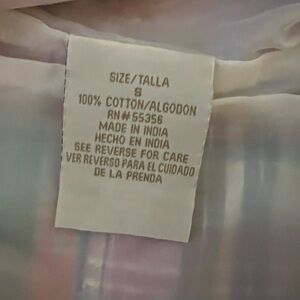 SIZE/TALLA
S
100% COTTON/ALGODON
RN#55356
MADE IN INDIA
HECHO EN INDIA
SEE REVERSE FOR CARE
VER REVERSO PARA EL CUIDADO
DE LA PRENDA